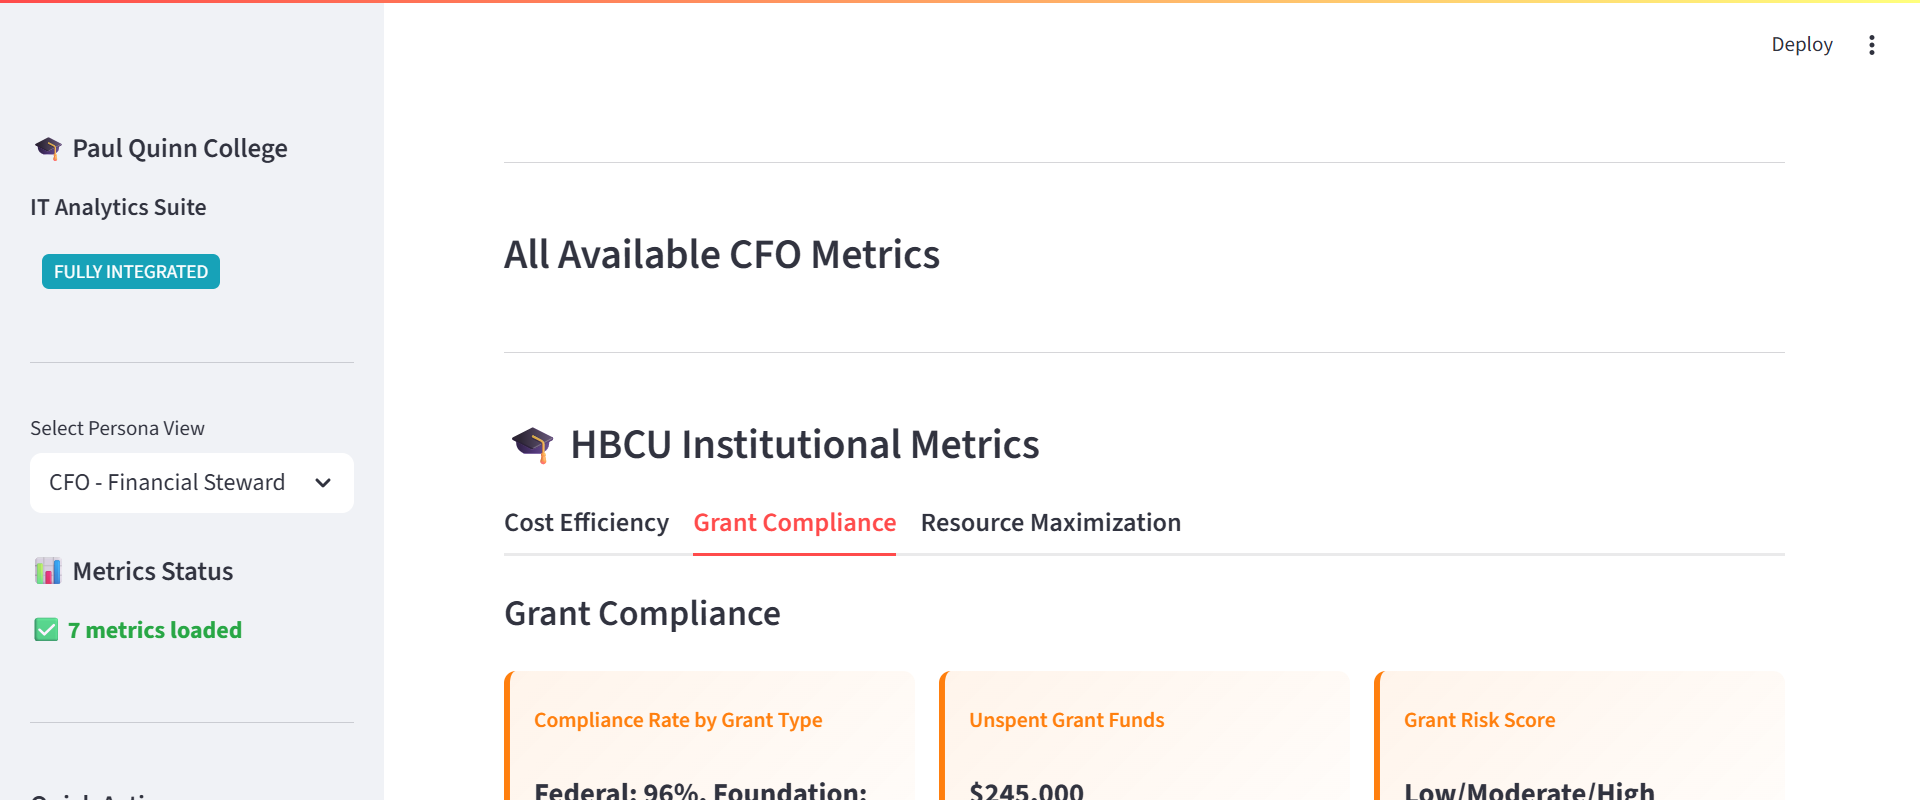 Deploy
Paul Quinn College
IT Analytics Suite
FULLY INTEGRATED
Select Persona View
CFO - Financial Steward
Metrics Status
7 metrics loaded
All Available CFO Metrics
HBCU Institutional Metrics
Cost Efficiency Grant Compliance Resource Maximization
Grant Compliance
Compliance Rate by Grant Type
Federal: 96%, Foundation:
Unspent Grant Funds
$245,000
Grant Risk Score
Low/Moderate/High